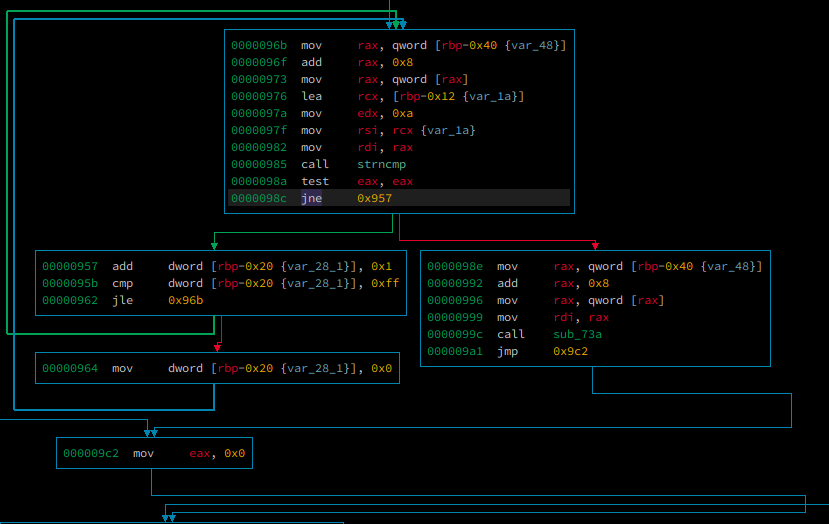 0000096b mov rax, qword [rbp-0x40 {var_48}]
0000096f add rax, 0x8
00000973 mov rax, qword [rax]
00000976 lea rcx, [rbp-0x12 {var_1a}]
0000097a mov edx, 0xa
0000097f mov rsi, rcx {var_1a}
00000982 mov rdi, rax
00000985 call strncmp
0000098a test eax, eax
0000098c jne 0x957
00000957 add dword [rbp-0x20 {var_28_1}], 0x1
0000095b cmp dword [rbp-0x20 {var_28_1}], 0xff
00000962 jle 0x96b
00000964 mov dword [rbp-0x20 {var_28_1}], 0x0
0000098e mov rax, qword [rbp-0x40 {var_48}]
00000992 add rax, 0x8
00000996 mov rax, qword [rax]
00000999 mov rdi, rax
0000099c call sub_73a
000009a1 jmp 0x9c2
000009c2 mov eax, 0x0